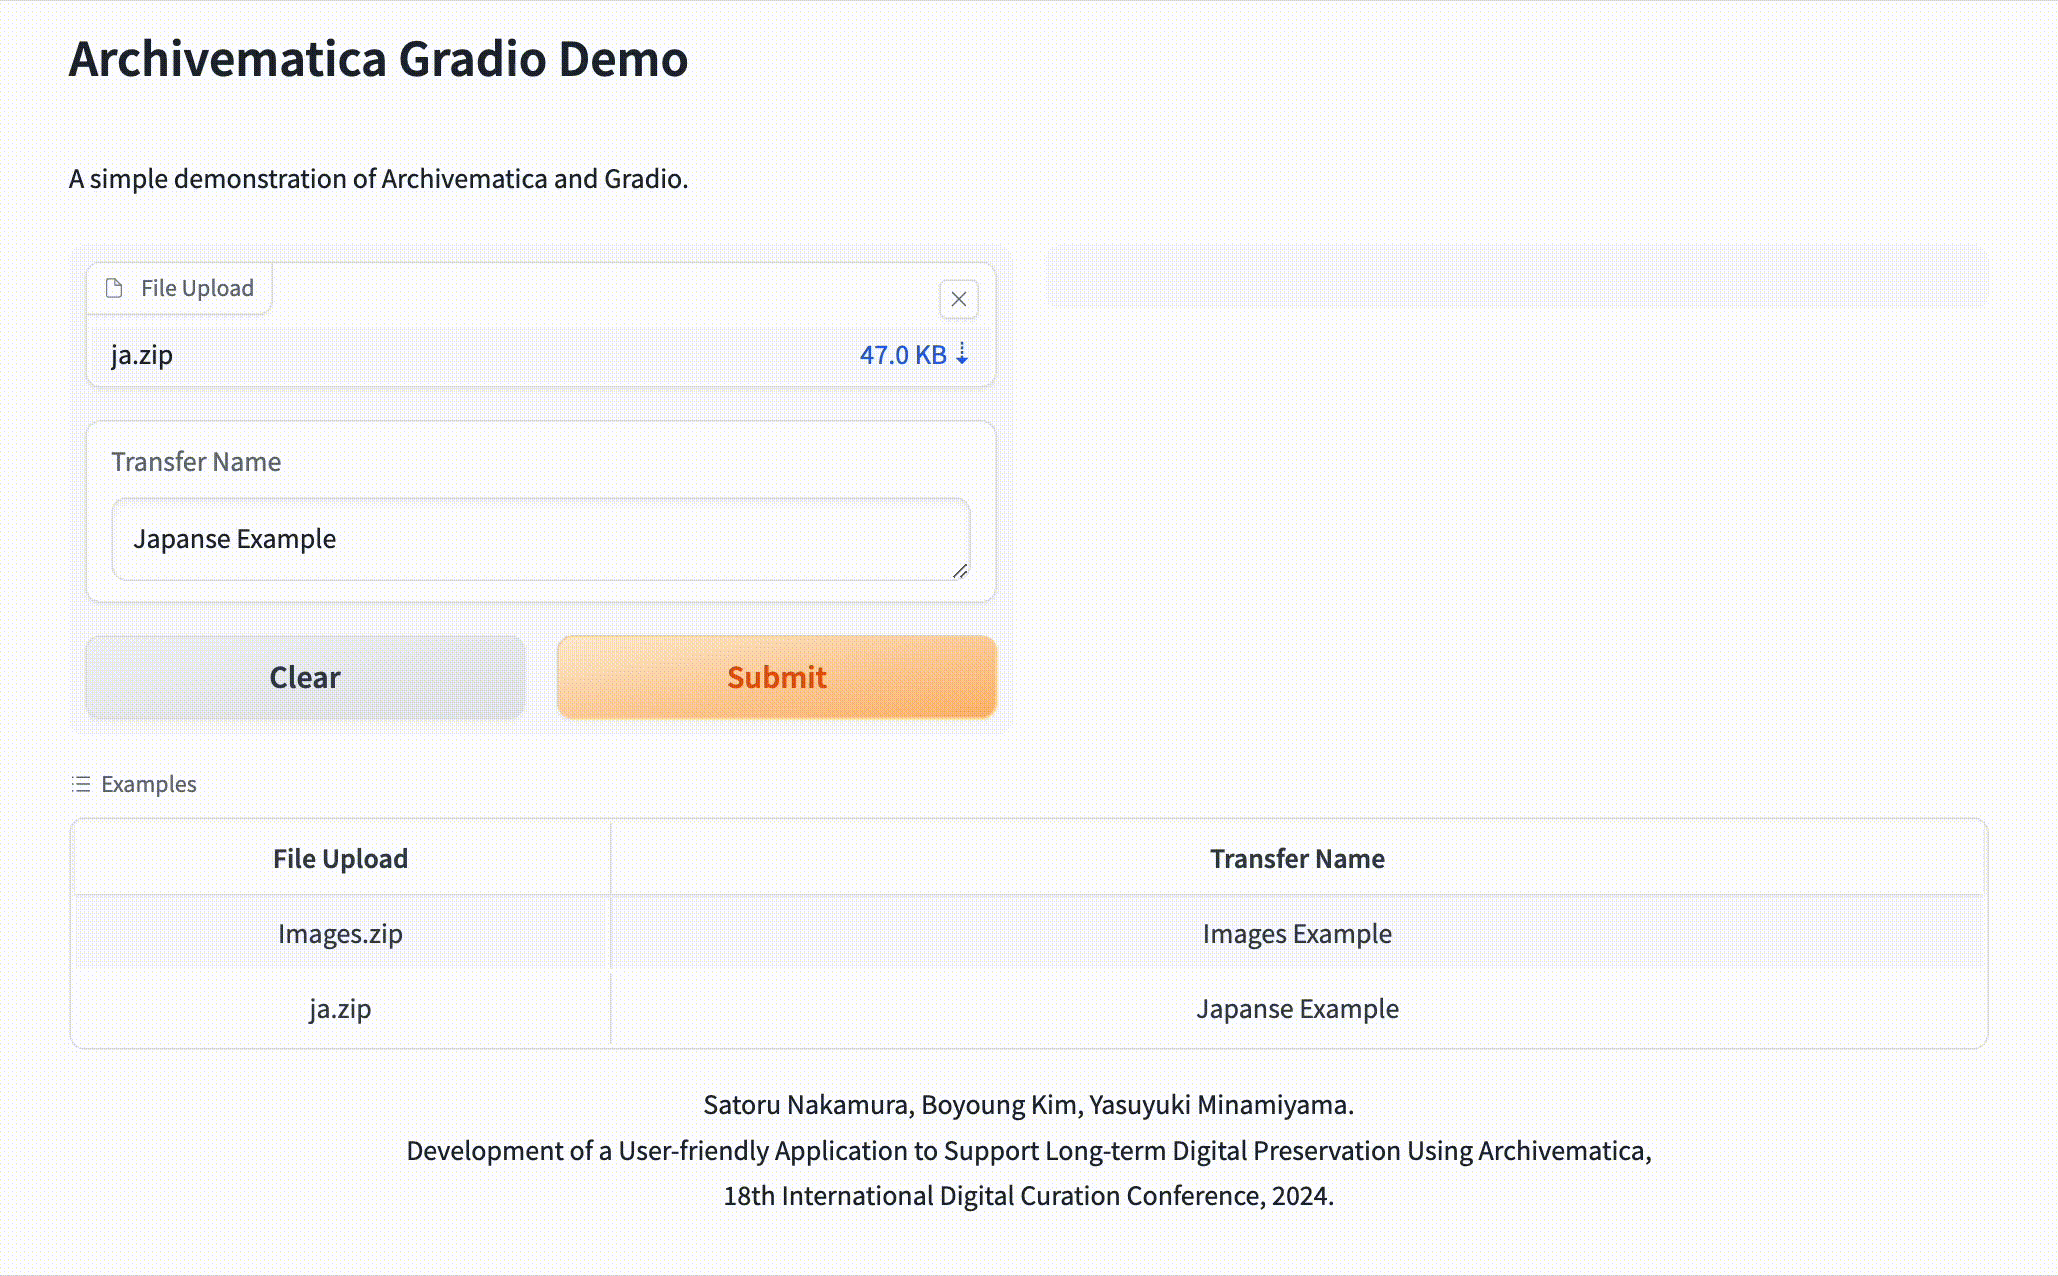 Archivematica Gradio Demo
A simple demonstration of Archivematica and Gradio.
File Upload
ja.zip
47.0 KB ⇣
Transfer Name
Japanse Example
Clear
Submit
Examples
File Upload
Transfer Name
Images.zip
Images Example
ja.zip
Japanse Example
Satoru Nakamura, Boyoung Kim, Yasuyuki Minamiyama.
Development of a User-friendly Application to Support Long-term Digital Preservation Using Archivematica,
18th International Digital Curation Conference, 2024.